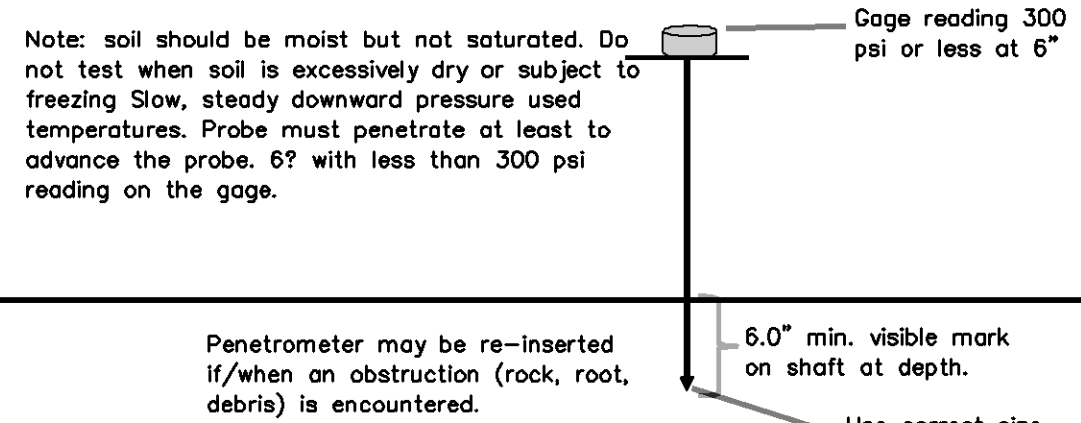 Note: soil should be moist but not saturated. Do
not test when soil is excessively dry or subject to
freezing Slow, steady downward pressure used
temperatures. Probe must penetrate at least to
advance the probe. 6? with less than 300 psi
reading on the gage.
Gage reading 300
psi or less at 6"
Penetrometer may be re-inserted
if/when an obstruction (rock, root,
debris) is encountered.
6.0" min. visible mark
on shaft at depth.
Use correct size